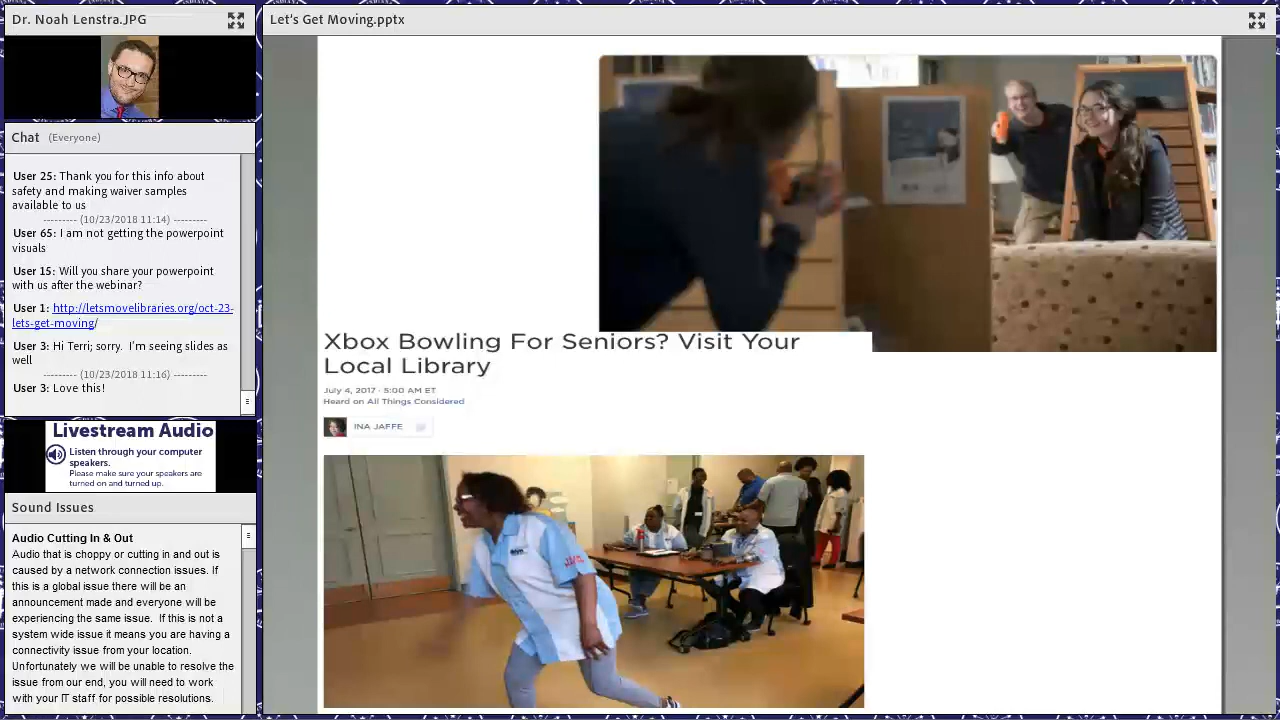 Dr. Noah Lenstra.JPG
Let's Get Moving.pptx
Chat (Everyone)
User 25: Thank you for this info about
safety and making waiver samples
available to us
--------- (10/23/2018 11:14) ---------
User 65: I am not getting the powerpoint
visuals
User 15: Will you share your powerpoint
with us after the webinar?
User 1: http://letsmovelibraries.org/oct-23-
lets-get-moving/
User 3: Hi Terri; sorry. I'm seeing slides as
well
--------- (10/23/2018 11:16) ---------
User 3: Love this!
Livestream Audio
Listen through your computer
speakers.
Please make sure your speakers are
turned on and turned up.
Sound Issues
Audio Cutting In & Out
Audio that is choppy or cutting in and out is
caused by a network connection issues. If
this is a global issue there will be an
announcement made and everyone will be
experiencing the same issue. If this is not a
system wide issue it means you are having a
connectivity issue from your location.
Unfortunately we will be unable to resolve the
issue from our end, you will need to work
with your IT staff for possible resolutions.
Xbox Bowling For Seniors? Visit Your
Local Library
July 4, 2017 · 5:00 AM ET
Heard on All Things Considered
INA JAFFE